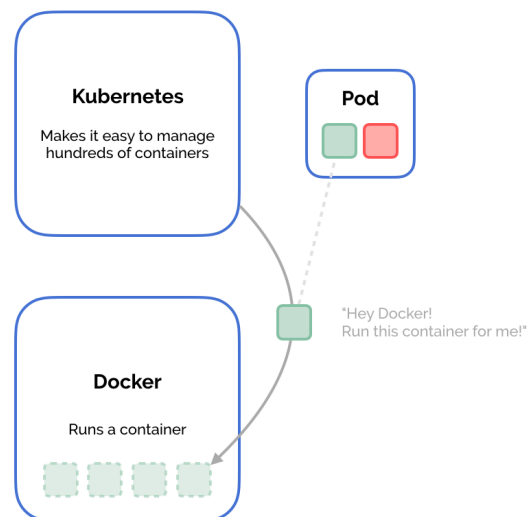 Kubernetes
Makes it easy to manage
hundreds of containers
Pod
"Hey Docker!
Run this container for me!"
Docker
Runs a container